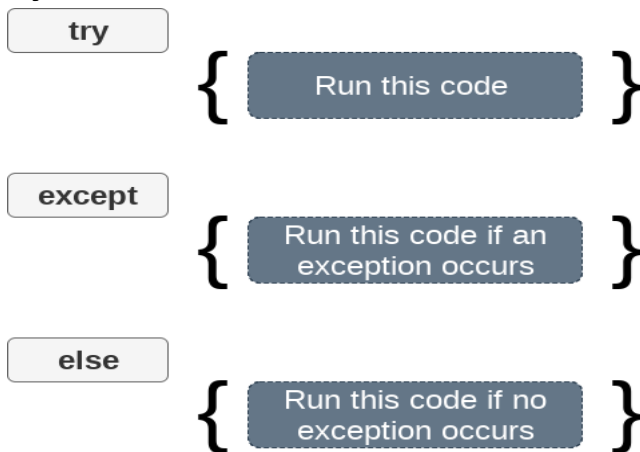 try
{ Run this code }
except
{ Run this code if an
exception occurs }
else
{ Run this code if no
exception occurs }